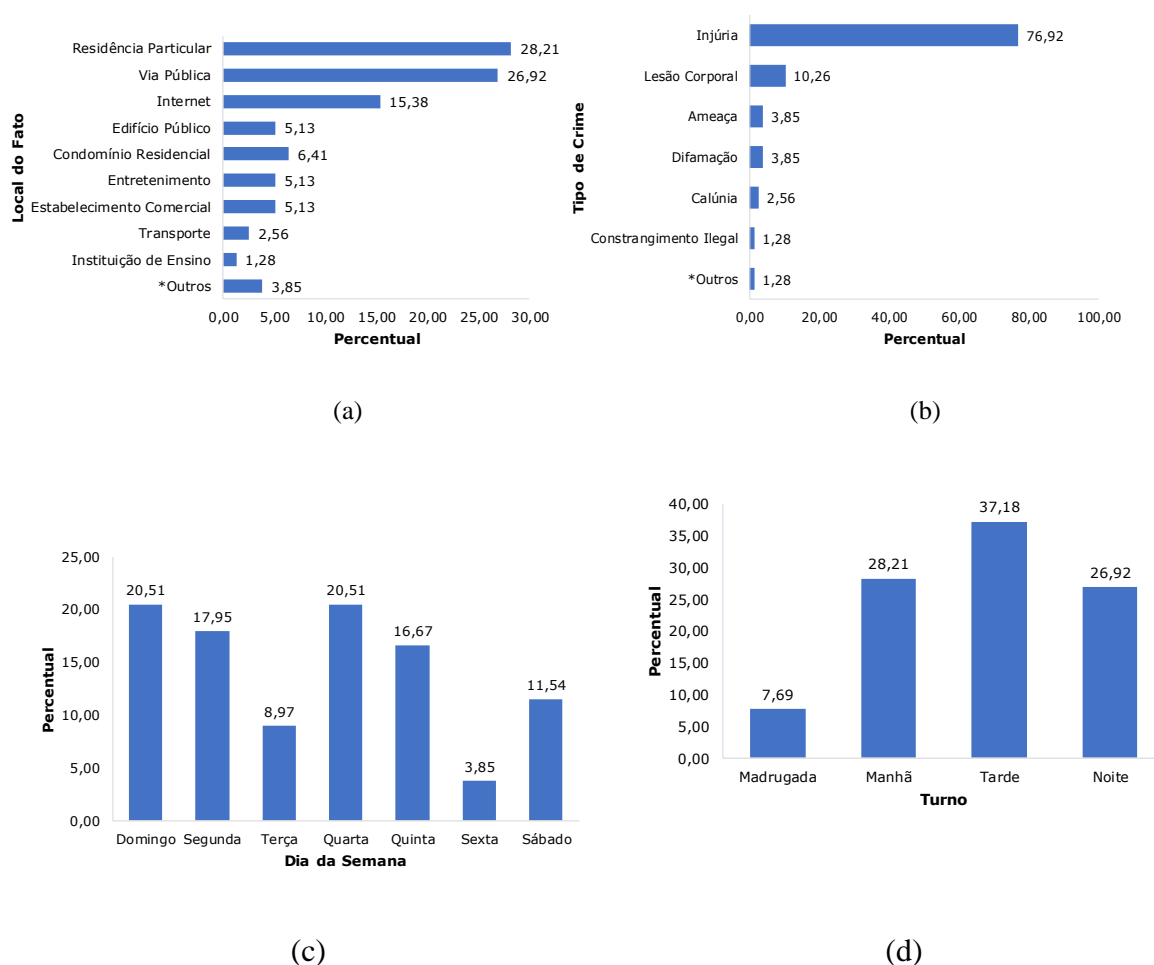 Local do Fato
Residência Particular 28,21
Via Pública 26,92
Internet 15,38
Edifício Público 5,13
Condomínio Residencial 6,41
Entretenimento 5,13
Estabelecimento Comercial 5,13
Transporte 2,56
Instituição de Ensino 1,28
*Outros 3,85
0,00 5,00 10,00 15,00 20,00 25,00 30,00
Percentual
(a)
Tipo de Crime
Injúria 76,92
Lesão Corporal 10,26
Ameaça 3,85
Difamação 3,85
Calúnia 2,56
Constrangimento Ilegal 1,28
*Outros 1,28
0,00 20,00 40,00 60,00 80,00 100,00
Percentual
(b)
Percentual
25,00
20,00
15,00
10,00
5,00
0,00
20,51 17,95 8,97 20,51 16,67 3,85 11,54
Domingo Segunda Terça Quarta Quinta Sexta Sábado
Dia da Semana
(c)
Percentual
40,00
35,00
30,00
25,00
20,00
15,00
10,00
5,00
0,00
7,69 28,21 37,18 26,92
Madrugada Manhã Tarde Noite
Turno
(d)